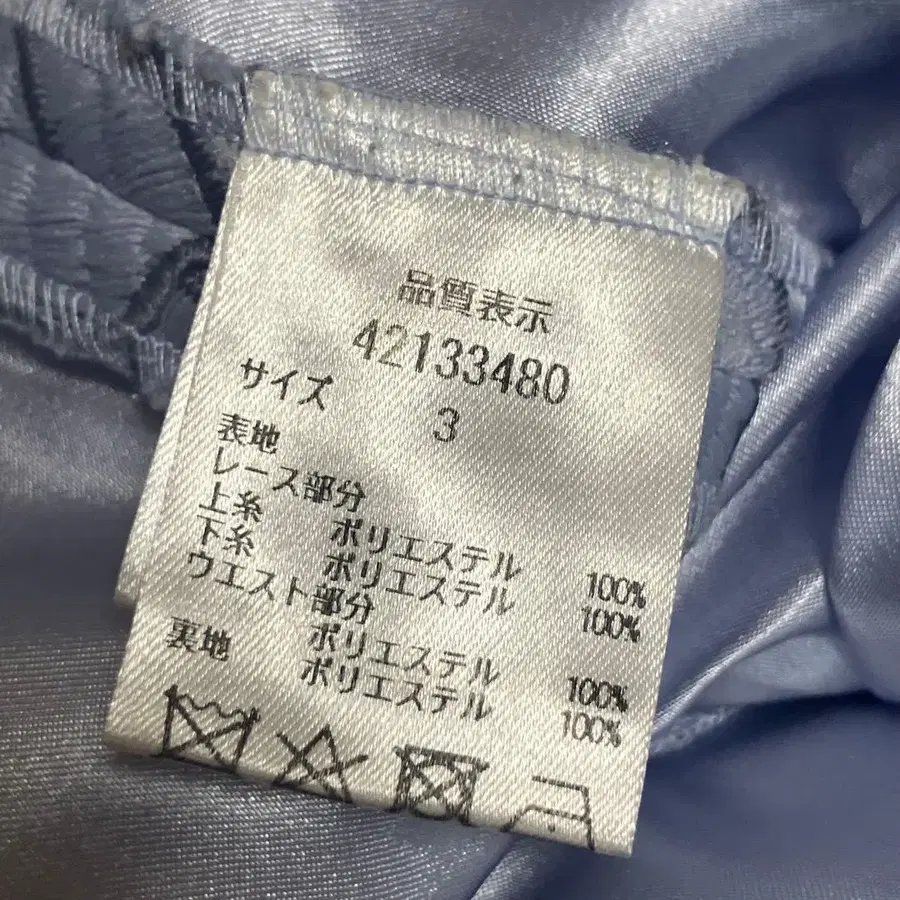 品質表示
42133480
サイズ 3
表地
レース部分
上糸 ポリエステル 100%
下糸 ポリエステル 100%
ウエスト部分
ポリエステル 100%
裏地 ポリエステル 100%